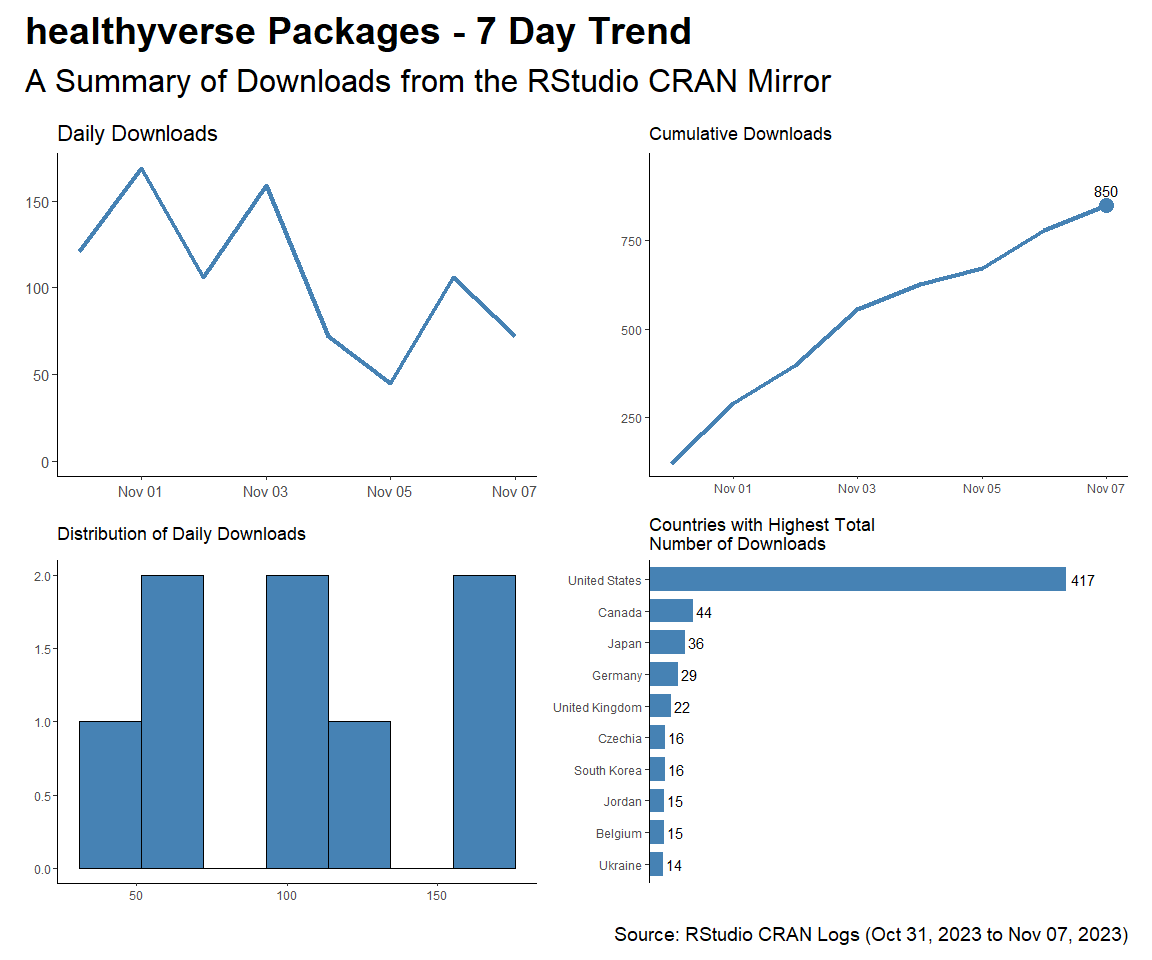 healthyverse Packages - 7 Day Trend
A Summary of Downloads from the RStudio CRAN Mirror
Daily Downloads
150
100
50
0
Nov 01 Nov 03 Nov 05 Nov 07
Cumulative Downloads
850
750
500
250
Nov 01 Nov 03 Nov 05 Nov 07
Distribution of Daily Downloads
2.0
1.5
1.0
0.5
0.0
50 100 150
Countries with Highest Total
Number of Downloads
United States 417
Canada 44
Japan 36
Germany 29
United Kingdom 22
Czechia 16
South Korea 16
Jordan 15
Belgium 15
Ukraine 14
Source: RStudio CRAN Logs (Oct 31, 2023 to Nov 07, 2023)